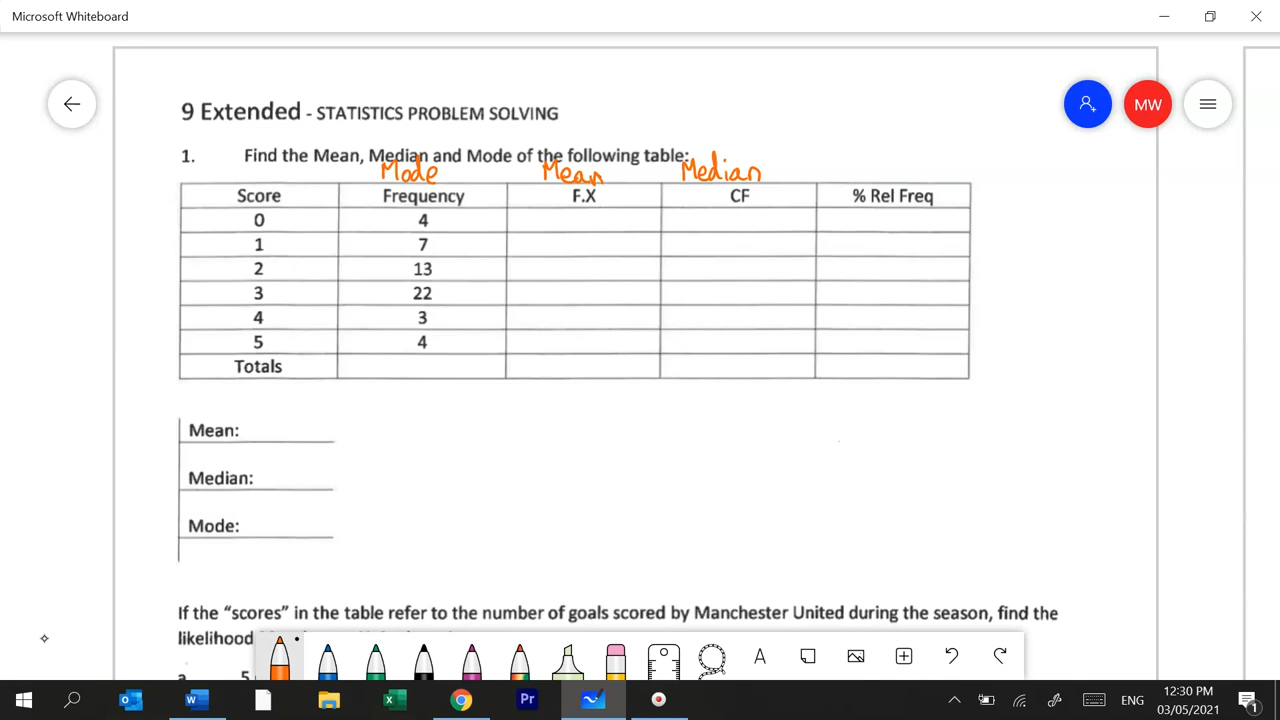 Microsoft Whiteboard
MW
9 Extended - STATISTICS PROBLEM SOLVING
1. Find the Mean, Median and Mode of the following table:
Mode Mean Median
Score Frequency F.X CF % Rel Freq
0 4
1 7
2 13
3 22
4 3
5 4
Totals
Mean:
Median:
Mode:
If the “scores” in the table refer to the number of goals scored by Manchester United during the season, find the
likelihood
a. 5
A
W X Pr ENG 12:30 PM
03/05/2021
1